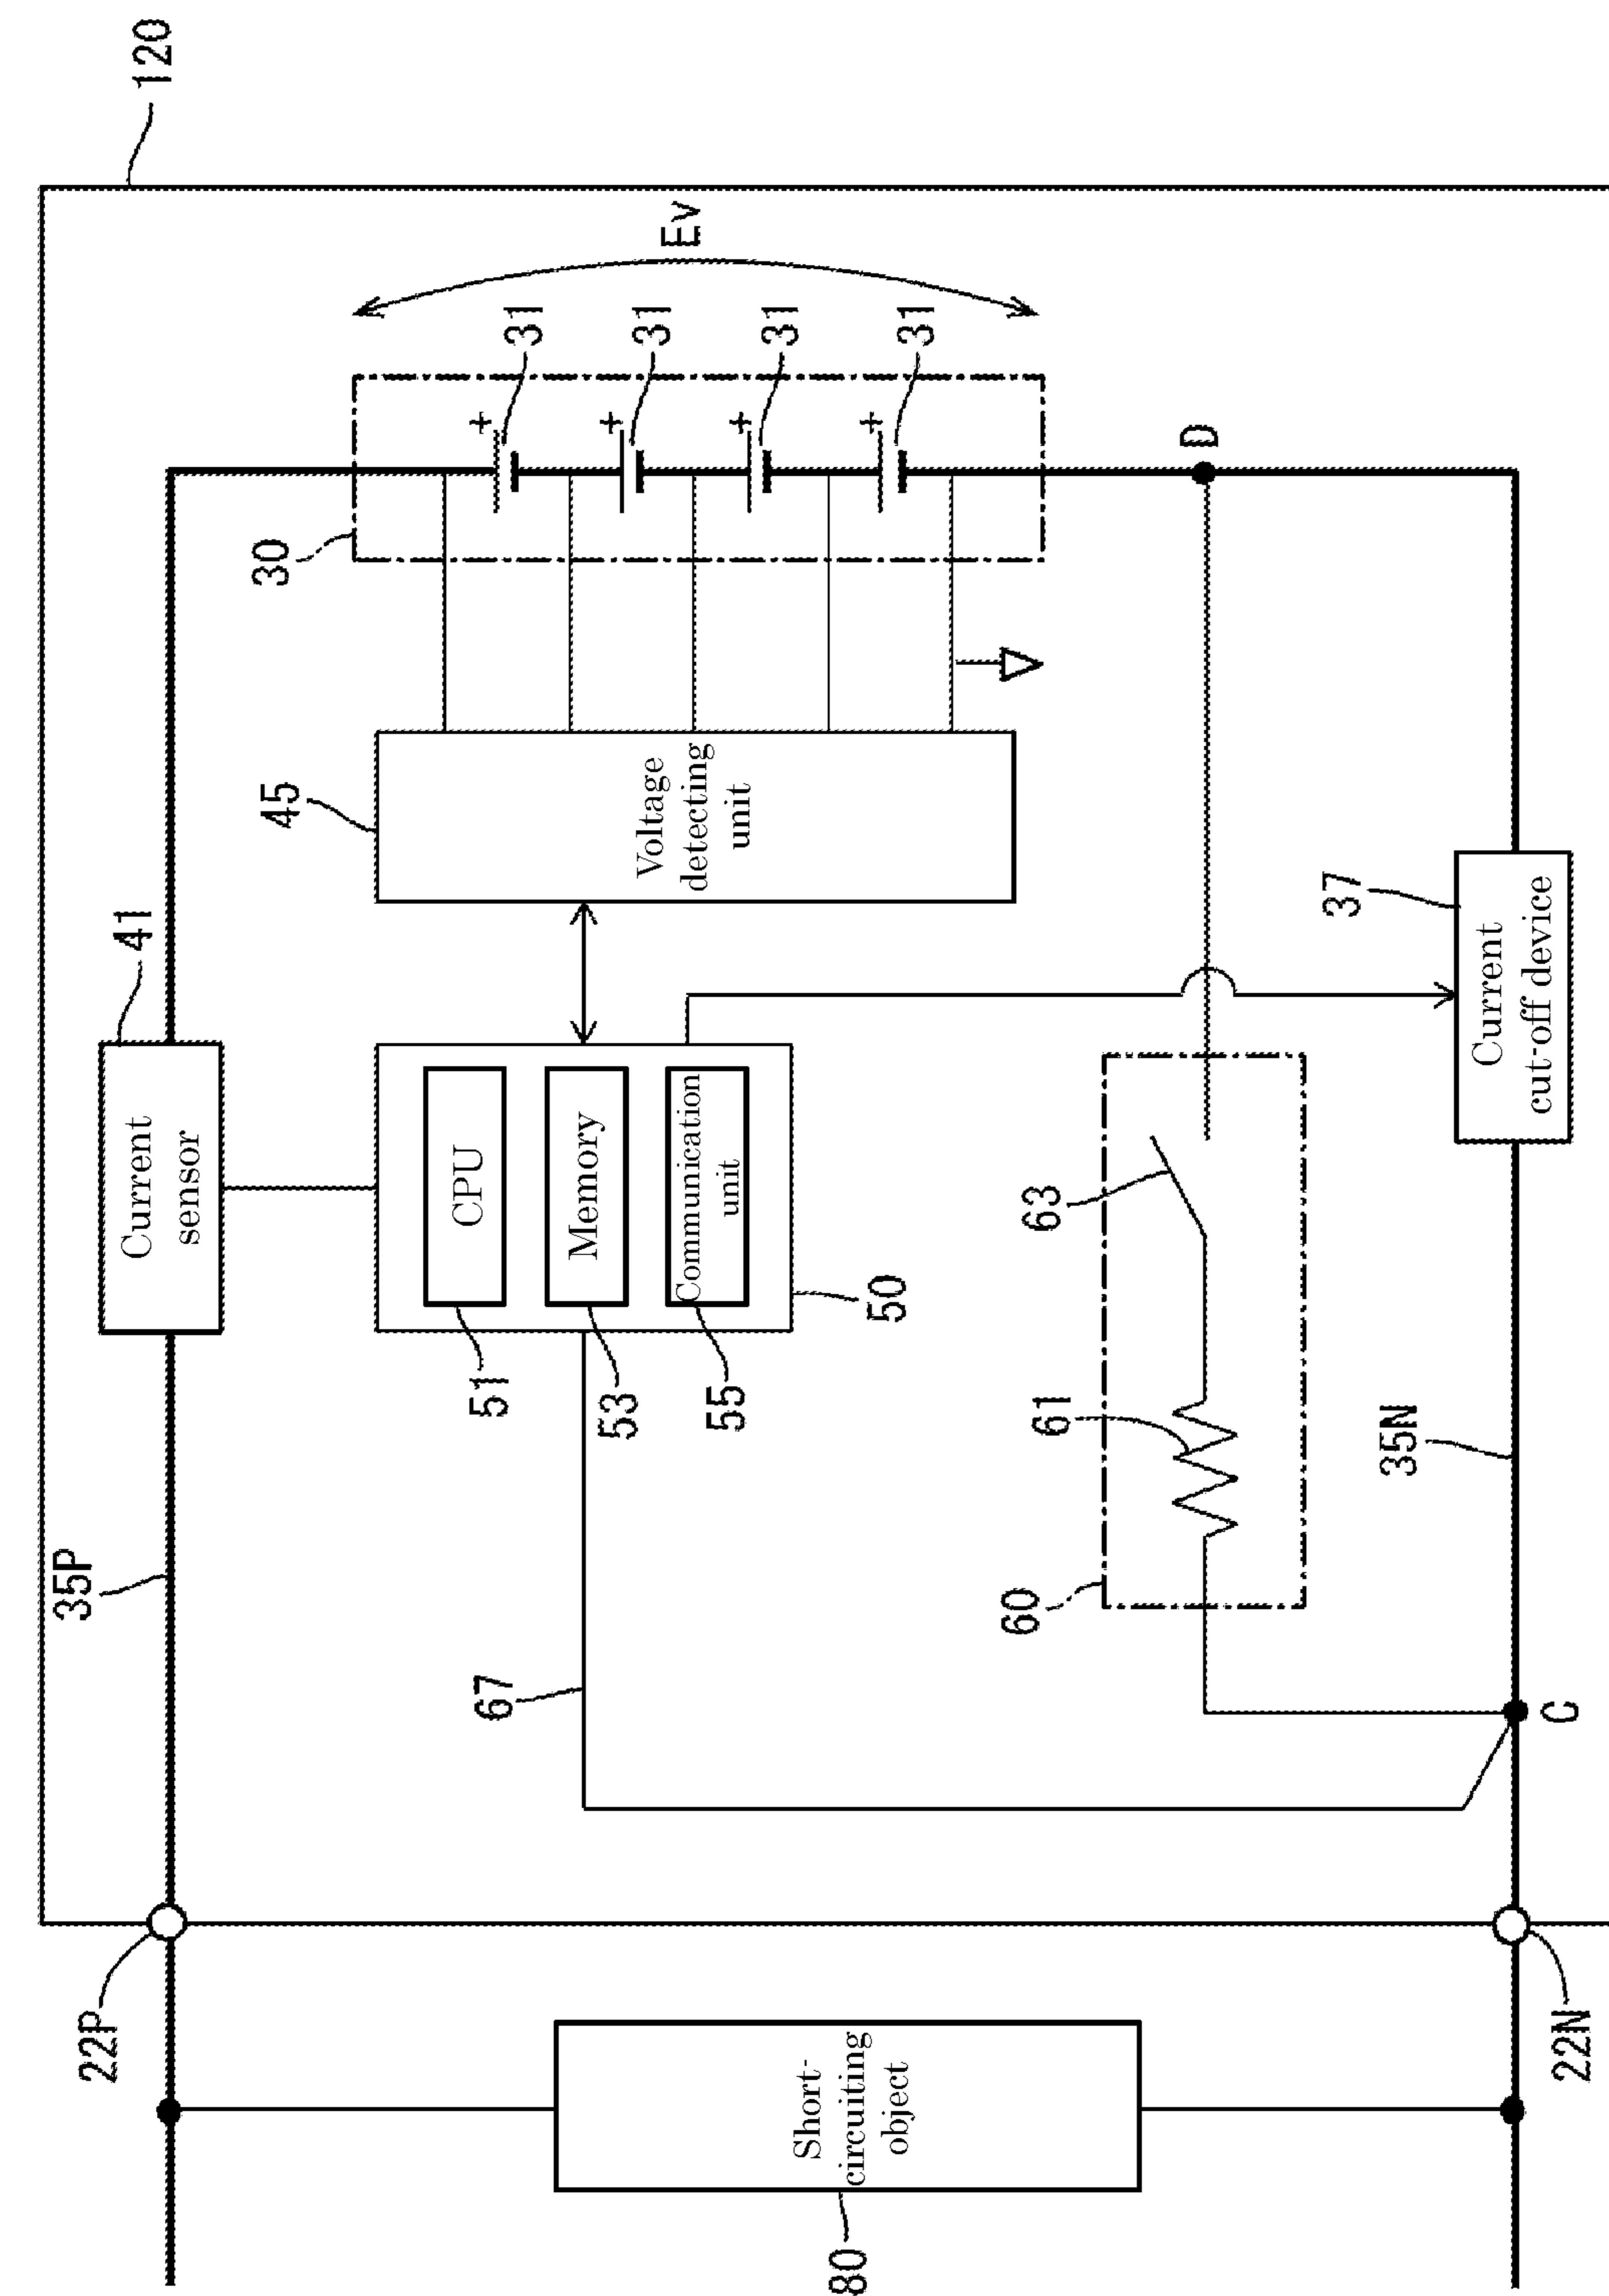 120
Ev
31
31
31
31
+
+
+
+
30
D
45
Voltage
detecting
unit
41
Current
sensor
37
Current
cut-off device
CPU
Memory
Communication
unit
50
51
53
55
63
61
60
35P
35N
67
C
22P
22N
Short-
circuiting
object
80